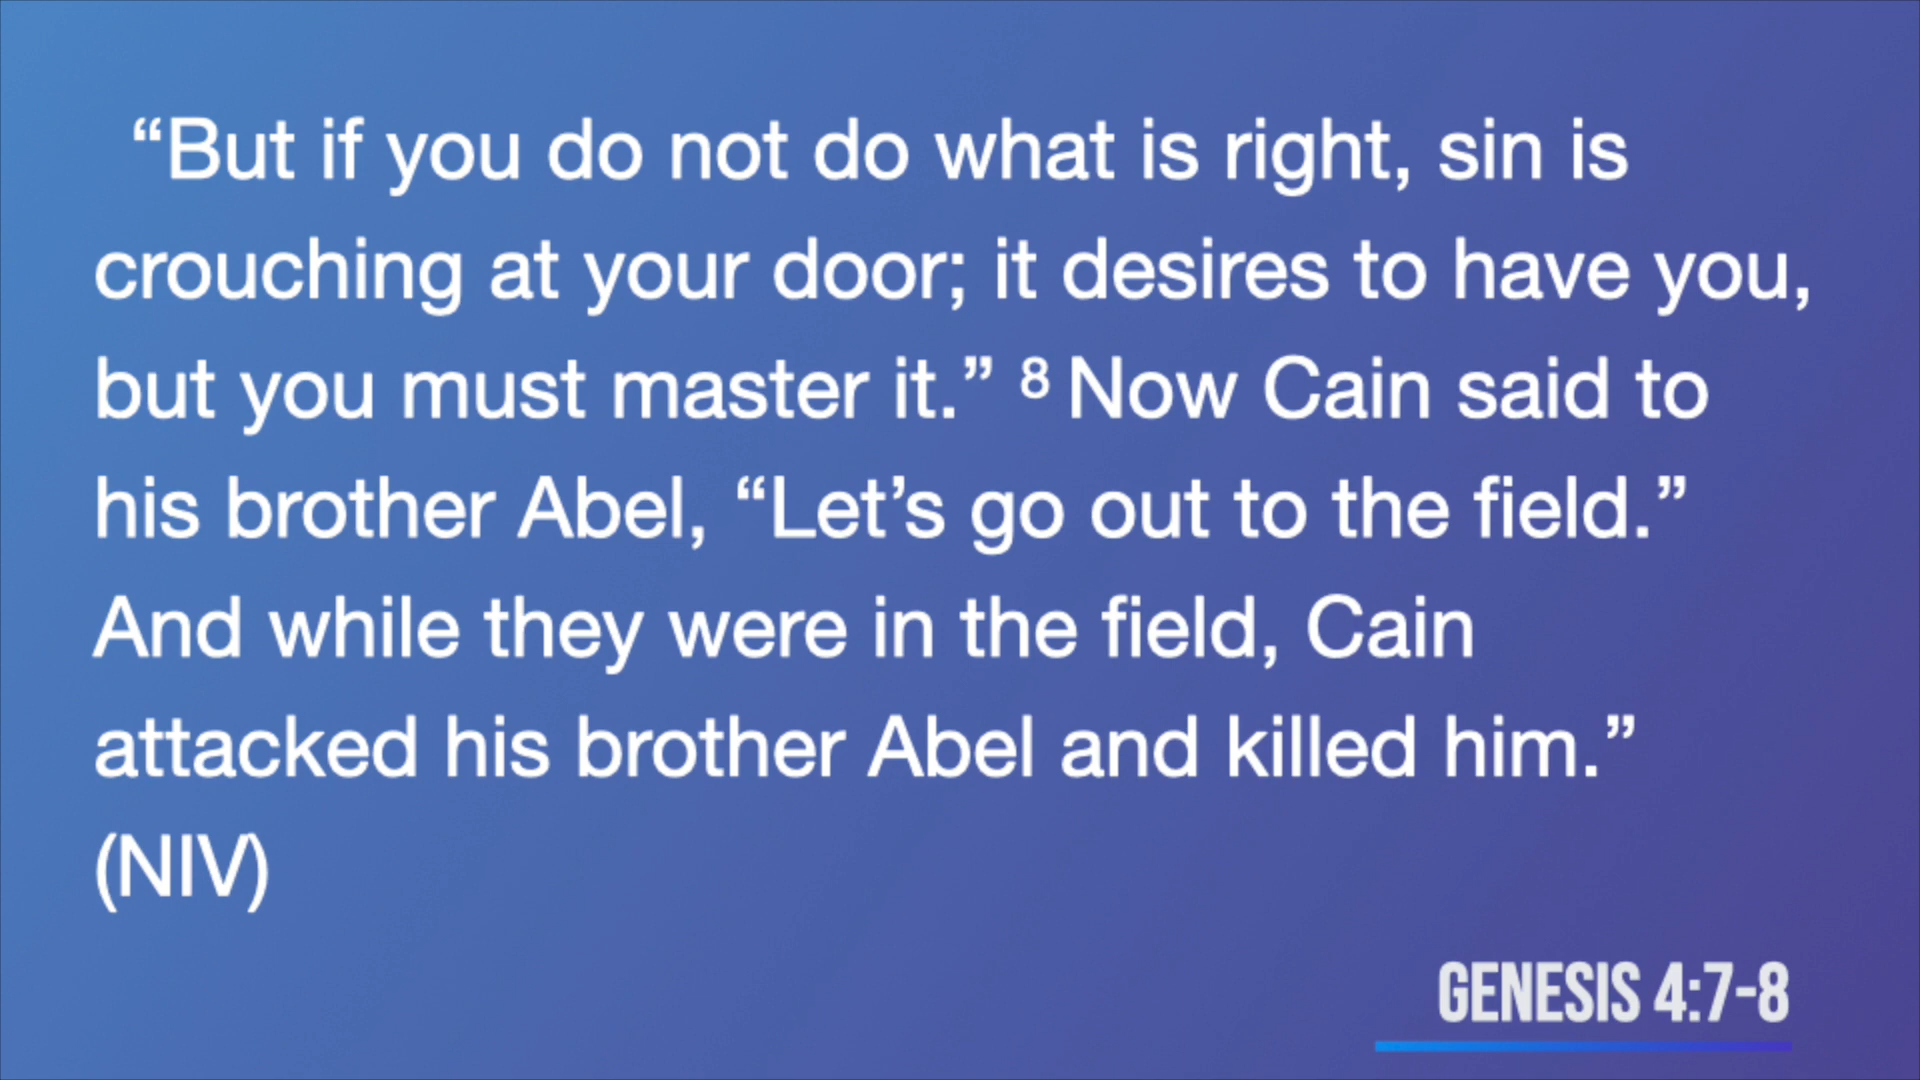 “But if you do not do what is right, sin is
crouching at your door; it desires to have you,
but you must master it.” ⁸ Now Cain said to
his brother Abel, “Let’s go out to the field.”
And while they were in the field, Cain
attacked his brother Abel and killed him.”
(NIV)
GENESIS 4:7-8